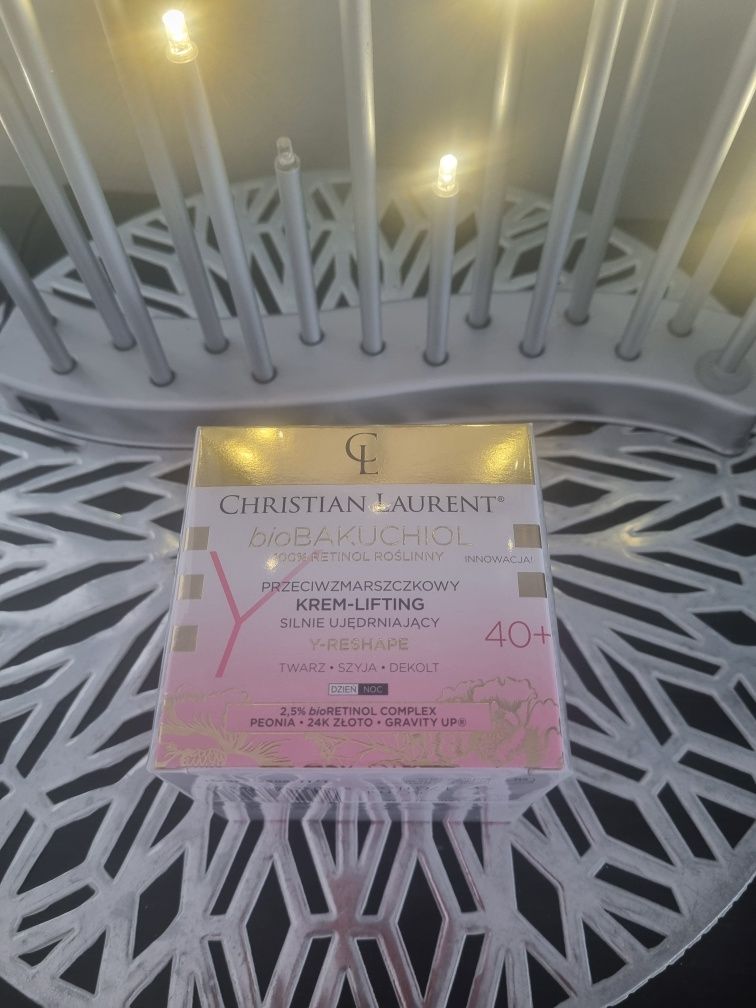 CL
CHRISTIAN LAURENT®
bioBAKUCHIOL
100% RETINOL ROŚLINNY
INNOWACJA!
PRZECIWZMARSZCZKOWY
KREM-LIFTING
SILNIE UJĘDRNIAJĄCY
Y-RESHAPE
40+
TWARZ • SZYJA • DEKOLT
DZIEŃ NOC
2,5% bioRETINOL COMPLEX
PEONIA • 24K ZŁOTO • GRAVITY UP®